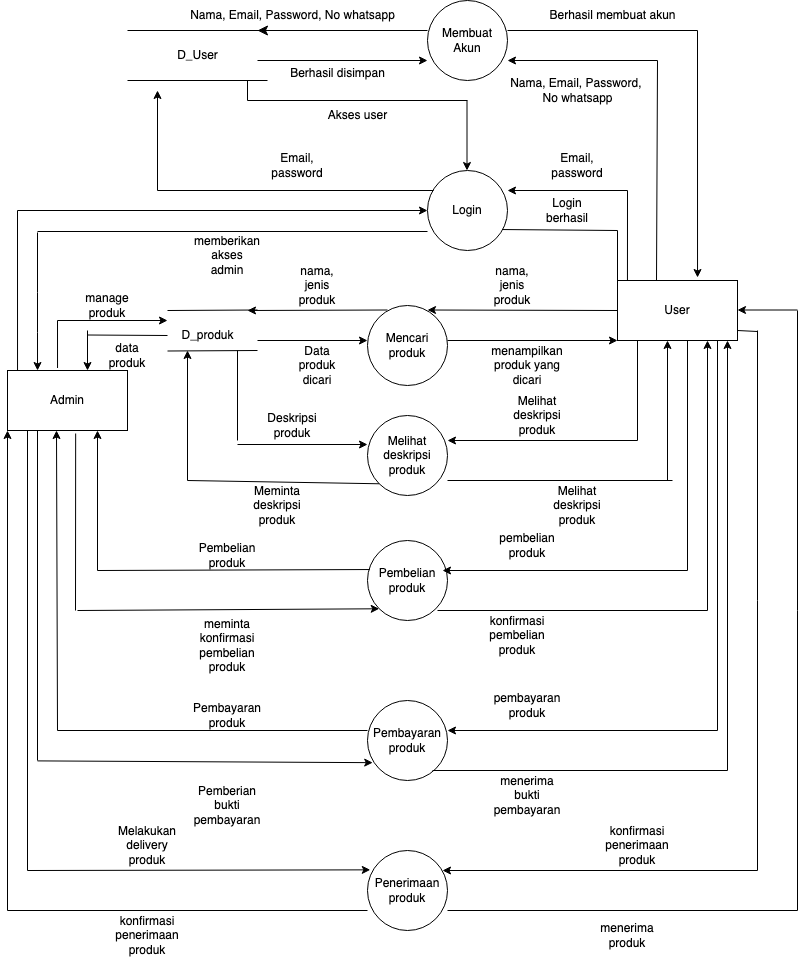 Nama, Email, Password, No whatsapp
Membuat
Akun
Berhasil membuat akun
D_User
Berhasil disimpan
Nama, Email, Password,
No whatsapp
Akses user
Email,
password
Email,
password
Login
Login
berhasil
memberikan
akses
admin
nama,
jenis
produk
nama,
jenis
produk
manage
produk
User
D_produk
Mencari
produk
data
produk
Data
produk
dicari
menampilkan
produk yang
dicari
Admin
Deskripsi
produk
Melihat
deskripsi
produk
Melihat
deskripsi
produk
Meminta
deskripsi
produk
Melihat
deskripsi
produk
Pembelian
produk
pembelian
produk
Pembelian
produk
meminta
konfirmasi
pembelian
produk
konfirmasi
pembelian
produk
Pembayaran
produk
pembayaran
produk
Pembayaran
produk
Pemberian
bukti
pembayaran
menerima
bukti
pembayaran
Melakukan
delivery
produk
konfirmasi
penerimaan
produk
Penerimaan
produk
konfirmasi
penerimaan
produk
menerima
produk